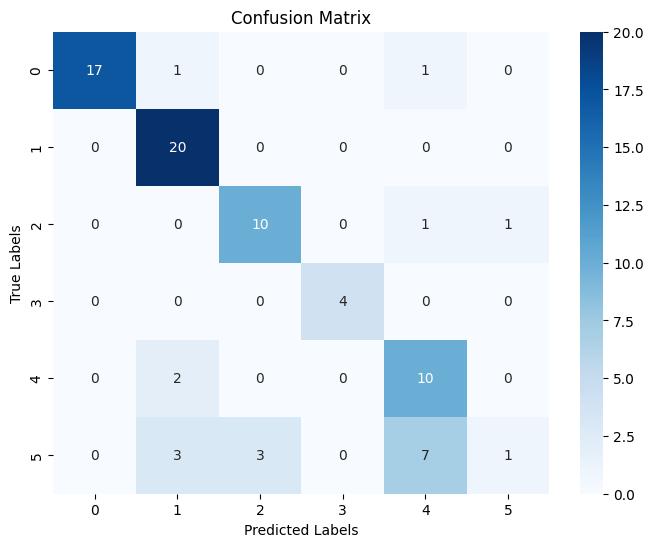 Confusion Matrix
True Labels
0 17 1 0 0 1 0
1 0 20 0 0 0 0
2 0 0 10 0 1 1
3 0 0 0 4 0 0
4 0 2 0 0 10 0
5 0 3 3 0 7 1
0 1 2 3 4 5
Predicted Labels
20.0
17.5
15.0
12.5
10.0
7.5
5.0
2.5
0.0